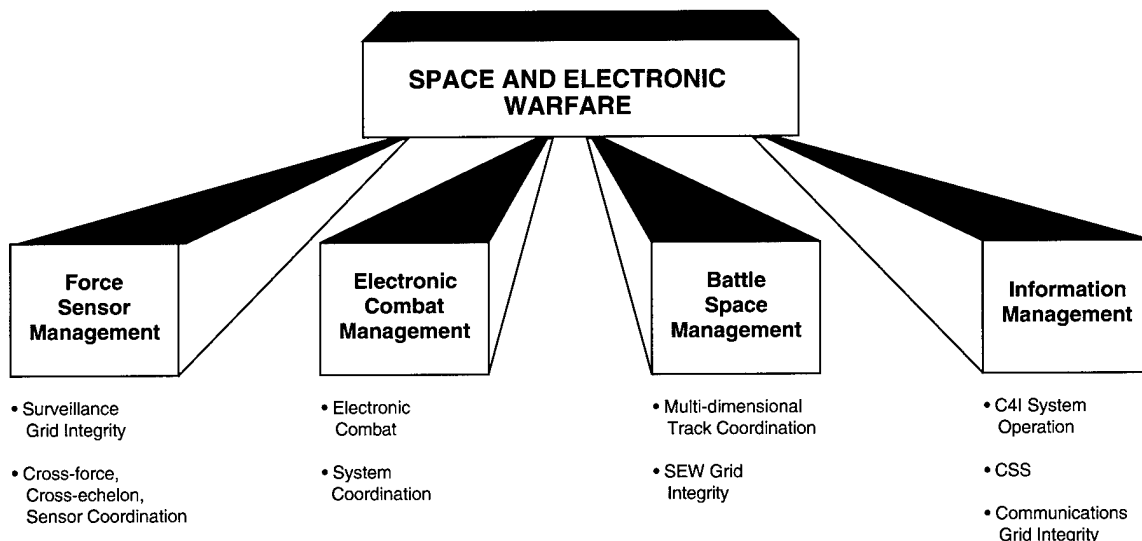 SPACE AND ELECTRONIC
WARFARE
Force
Sensor
Management
Electronic
Combat
Management
Battle
Space
Management
Information
Management
• Surveillance
Grid Integrity
• Cross-force,
Cross-echelon,
Sensor Coordination
• Electronic
Combat
• System
Coordination
• Multi-dimensional
Track Coordination
• SEW Grid
Integrity
• C4I System
Operation
• CSS
• Communications
Grid Integrity